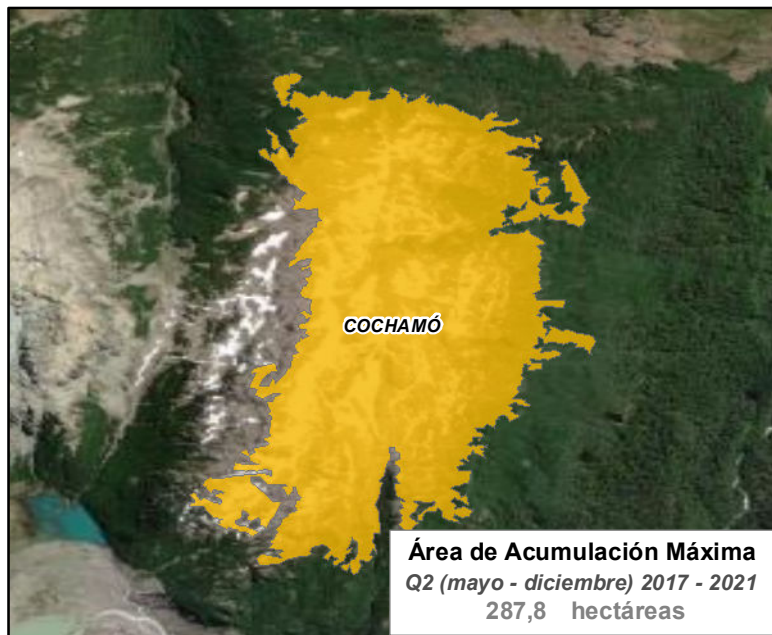 COCHAMÓ
Área de Acumulación Máxima
Q2 (mayo - diciembre) 2017 - 2021
287,8 hectáreas